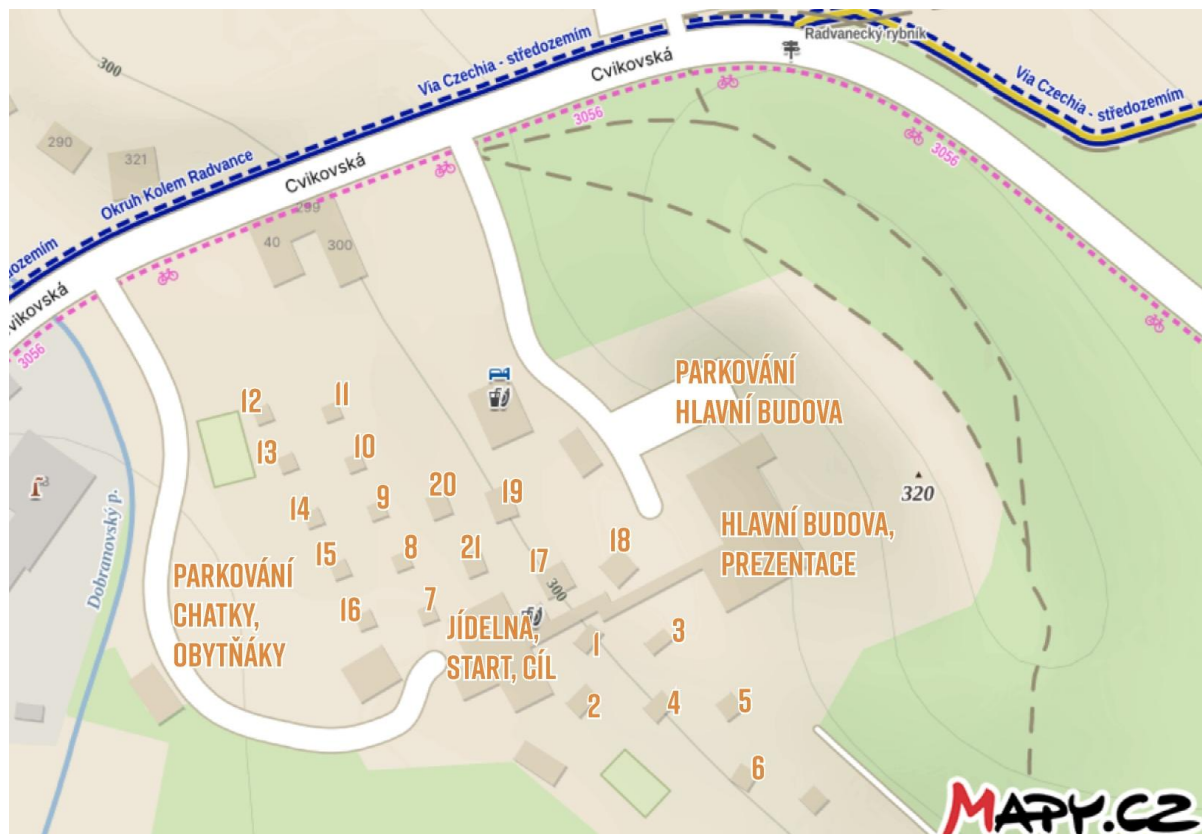 Radvanecký rybník
Via Czechia - středozemím
Cvikovská
Via Czechia - středozemím
300
3056
3056
290
321
Okruh Kolem Radvance
Cvikovská
299
40
300
dozemím
vikovská
3056
3056
PARKOVÁNÍ
HLAVNÍ BUDOVA
12
11
13
10
14
9
20
19
320
HLAVNÍ BUDOVA,
PREZENTACE
15
8
21
17
18
Dobranovský p.
PARKOVÁNÍ
CHATKY,
OBYTŇÁKY
300
16
7
JÍDELNA,
START, CÍL
1
3
2
4
5
6
MAPY.CZ